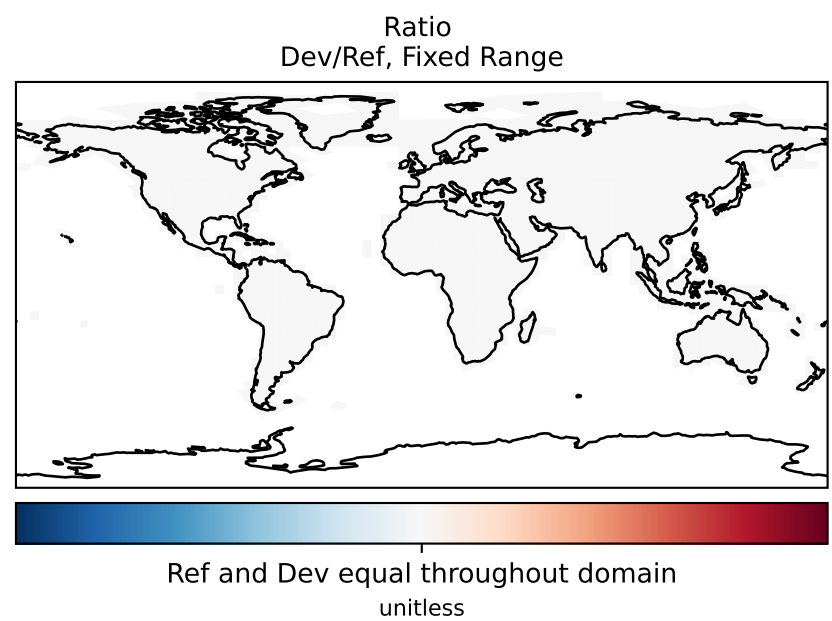 Ratio
Dev/Ref, Fixed Range
Ref and Dev equal throughout domain
unitless